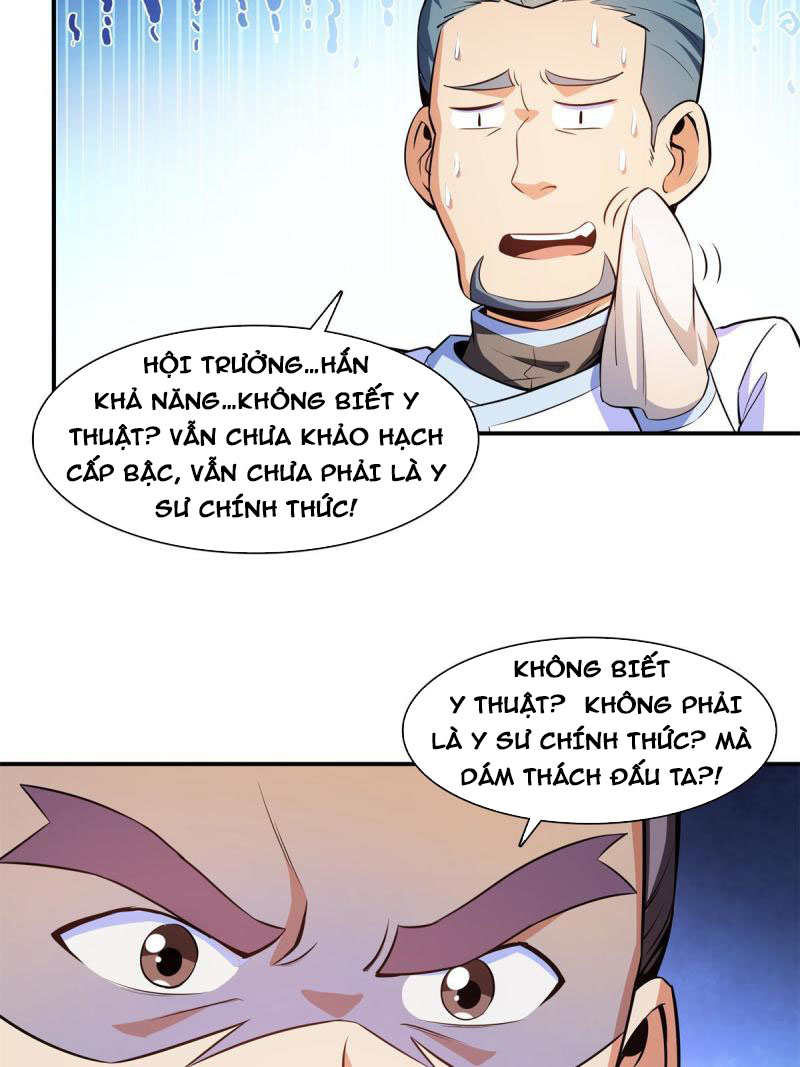 HỘI TRƯỞNG...HẮN
KHẢ NĂNG...KHÔNG BIẾT Y
THUẬT? VẪN CHƯA KHẢO HẠCH
CẤP BẬC, VẪN CHƯA PHẢI LÀ Y
SƯ CHÍNH THỨC!
KHÔNG BIẾT
Y THUẬT? KHÔNG PHẢI
LÀ Y SƯ CHÍNH THỨC? MÀ
DÁM THÁCH ĐẤU TA?!